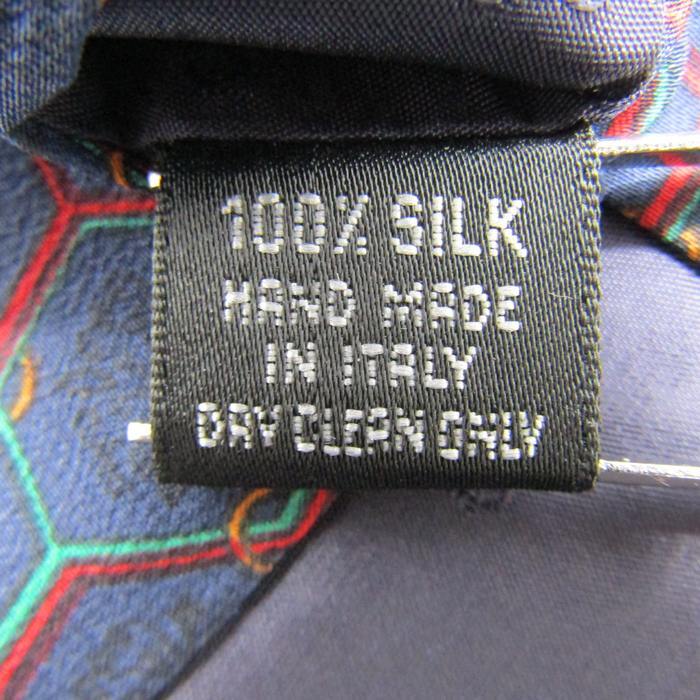 100% SILK
HAND MADE
IN ITALY
DRY CLEAN ONLY